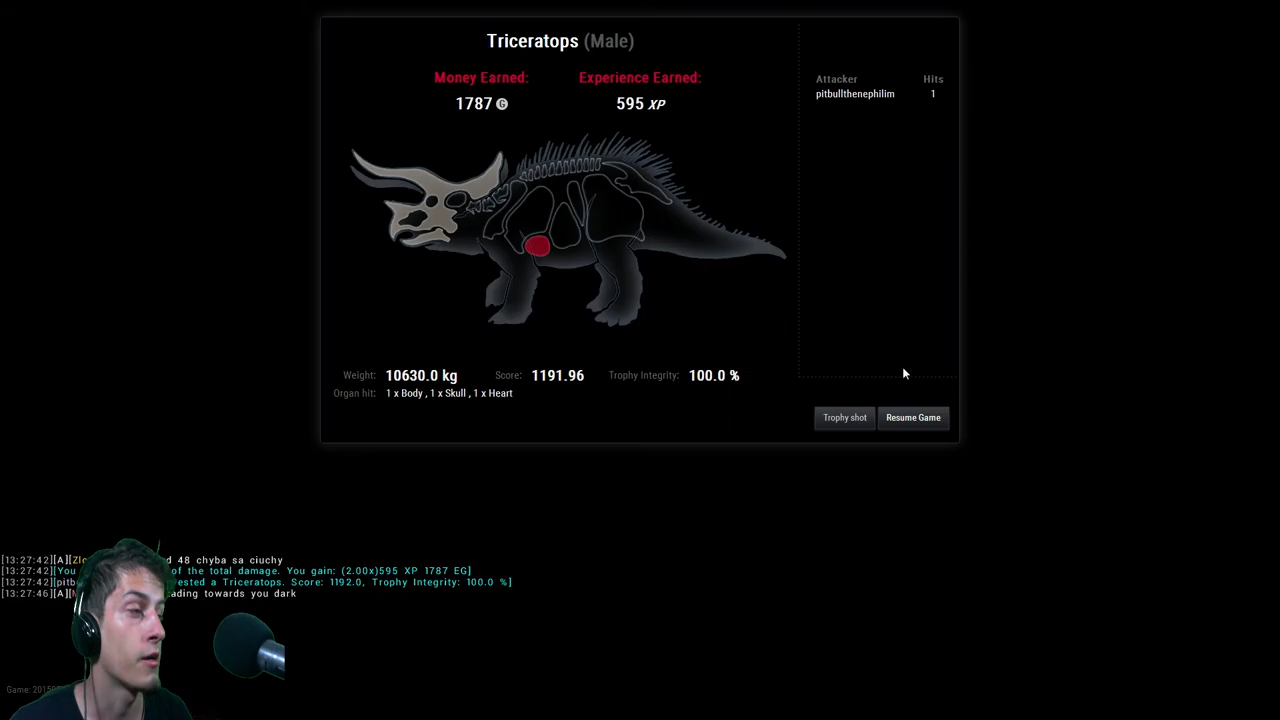 Triceratops (Male)
Money Earned: Experience Earned:
1787 G 595 XP
Attacker Hits
pitbullthenephilim 1
Weight: 10630.0 kg Score: 1191.96 Trophy Integrity: 100.0 %
Organ hit: 1 x Body , 1 x Skull , 1 x Heart
Trophy shot Resume Game
[13:27:42][A][Zlo d 48 chyba sa ciuchy
[13:27:42][You of the total damage. You gain: (2.00x)595 XP 1787 EG]
[13:27:42][pitb ested a Triceratops. Score: 1192.0, Trophy Integrity: 100.0 %]
[13:27:46][A][ ading towards you dark
Game: 2015